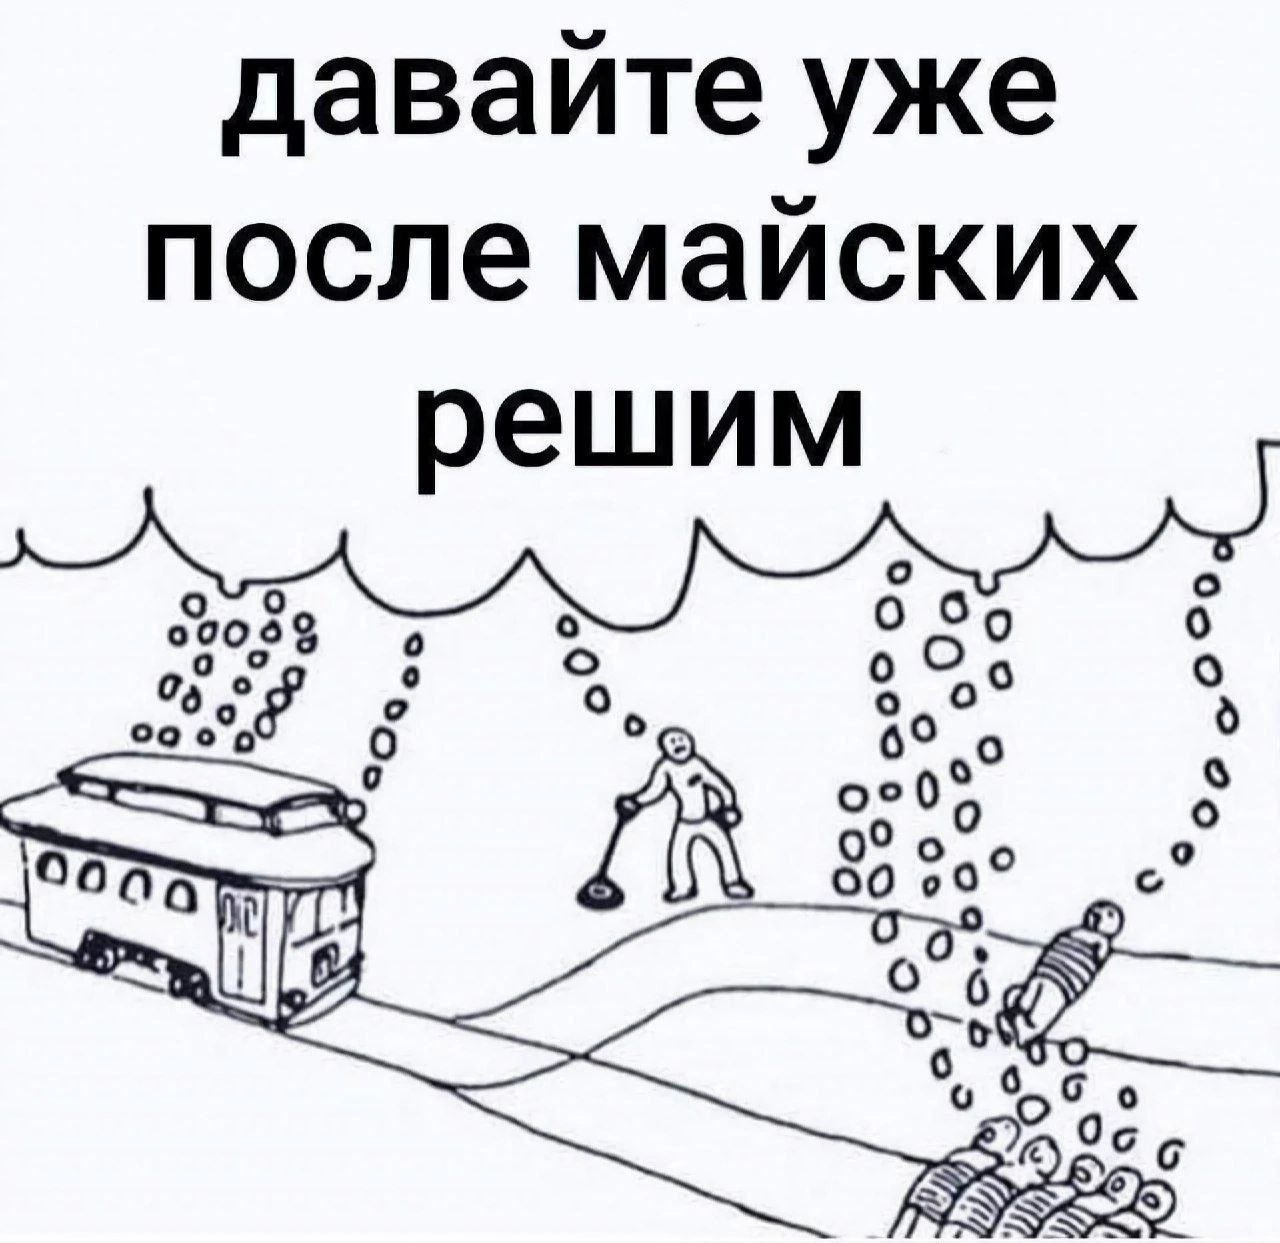 давайте уже
после майских
решим